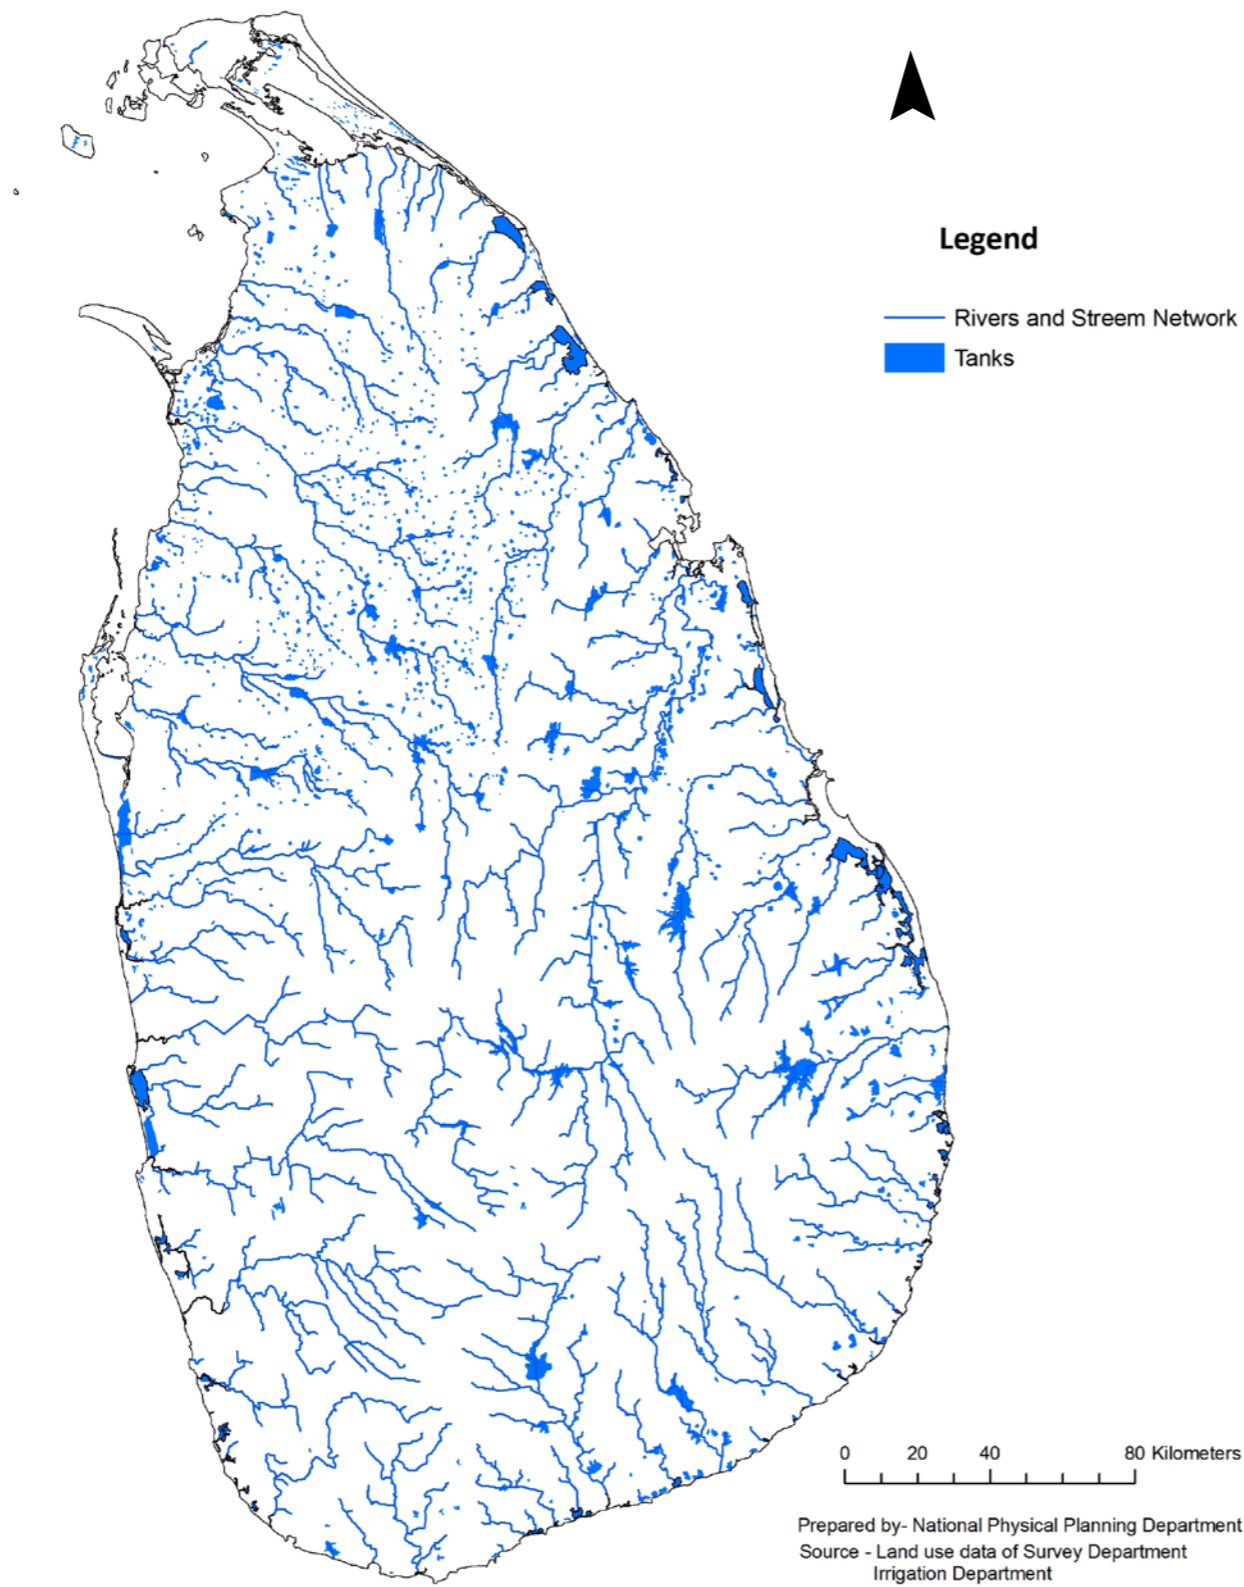 Legend
Rivers and Streem Network
Tanks
0 20 40 80 Kilometers
Prepared by- National Physical Planning Department
Source - Land use data of Survey Department
Irrigation Department